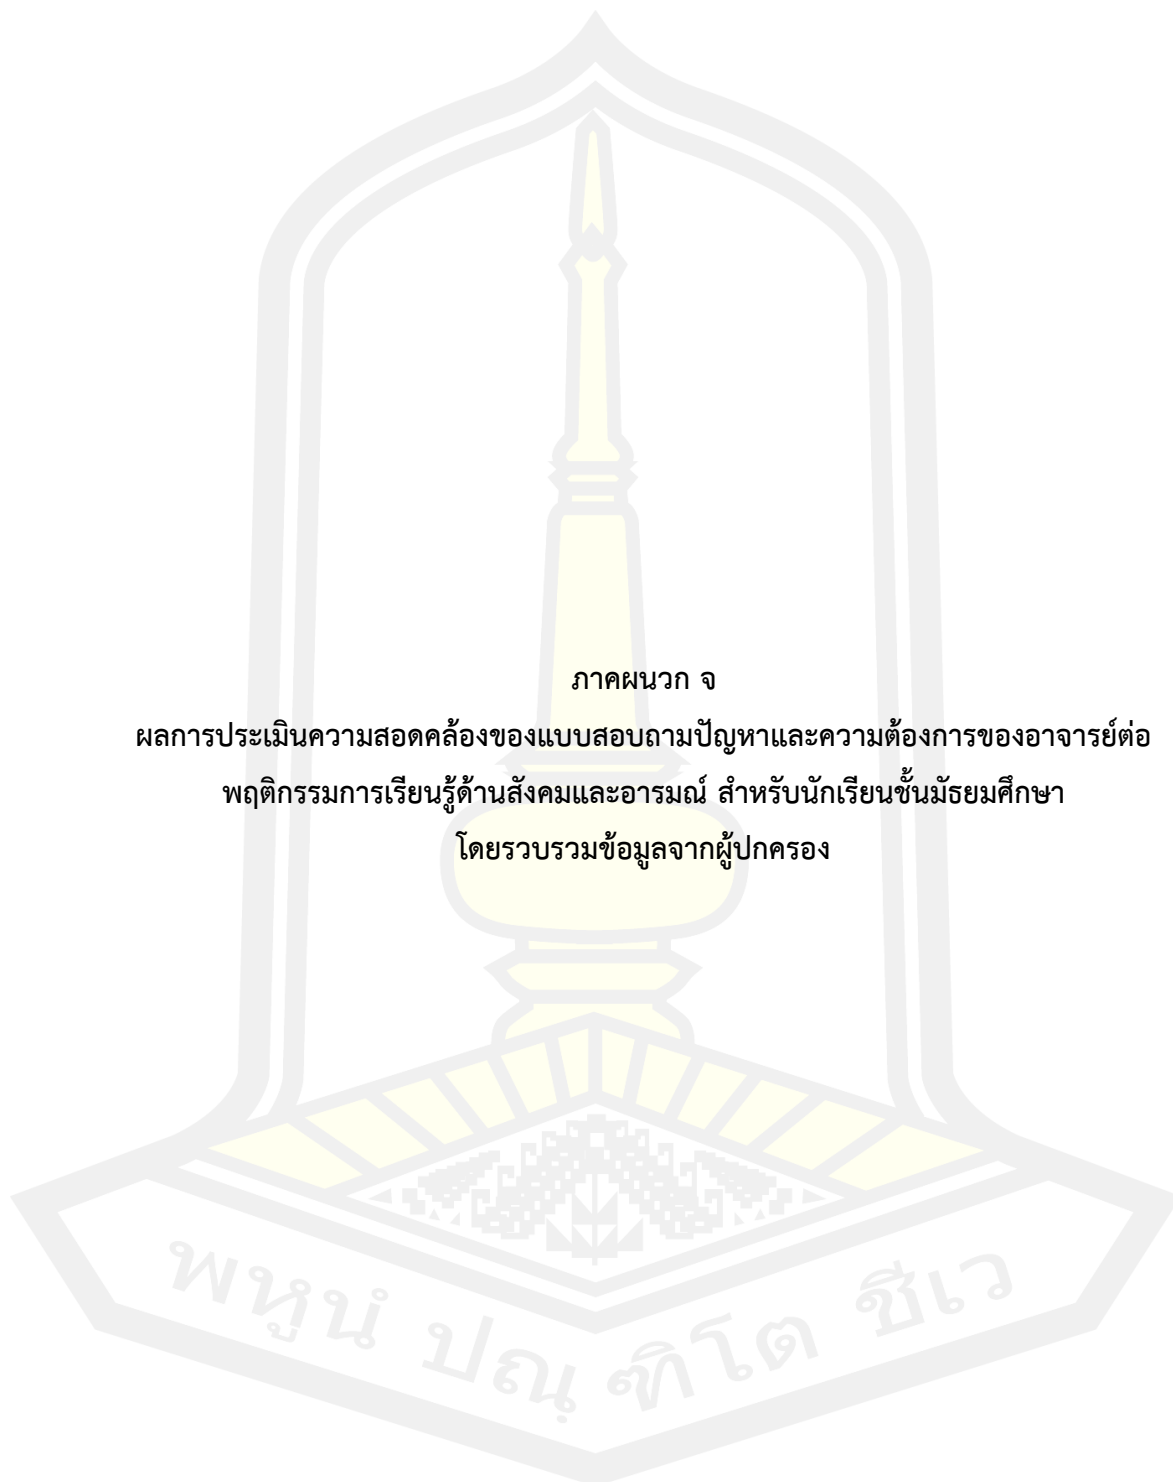 ภาคผนวก จ
ผลการประเมินความสอดคล้องของแบบสอบถามปัญหาและความต้องการของอาจารย์ต่อ
พฤติกรรมการเรียนรู้ด้านสังคมและอารมณ์ สำหรับนักเรียนชั้นมัธยมศึกษา
โดยรวบรวมข้อมูลจากผู้ปกครอง
พหูนํ ปณฺฑิโต ชีเว